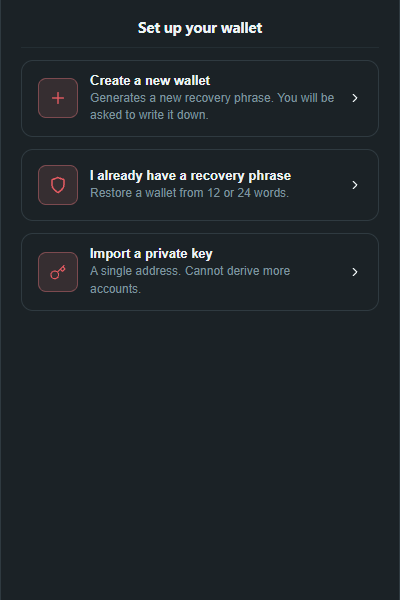 Set up your wallet
Create a new wallet
Generates a new recovery phrase. You will be
asked to write it down.
I already have a recovery phrase
Restore a wallet from 12 or 24 words.
Import a private key
A single address. Cannot derive more
accounts.